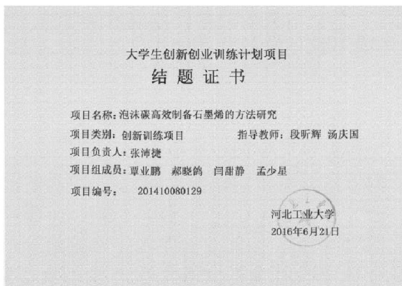 大学生创新创业训练计划项目
结题证书
项目名称：泡沫碳高效制备石墨烯的方法研究
项目类别：创新训练项目 指导教师：段昕辉 汤庆国
项目负责人：张沛捷
项目组成员：覃业鹏 郝晓鸽 闫甜静 孟少星
项目编号： 201410080129
河北工业大学
2016年6月21日